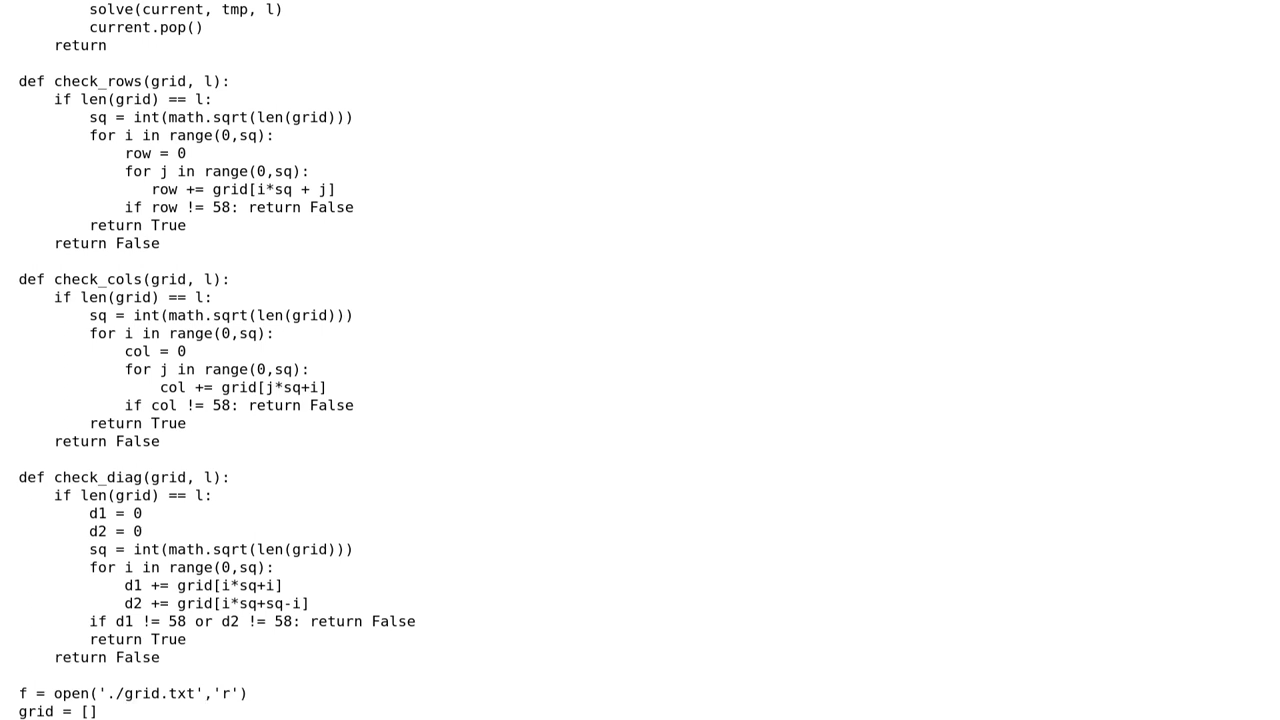 solve(current, tmp, l)
        current.pop()
    return

def check_rows(grid, l):
    if len(grid) == l:
        sq = int(math.sqrt(len(grid)))
        for i in range(0,sq):
            row = 0
            for j in range(0,sq):
               row += grid[i*sq + j]
            if row != 58: return False
        return True
    return False

def check_cols(grid, l):
    if len(grid) == l:
        sq = int(math.sqrt(len(grid)))
        for i in range(0,sq):
            col = 0
            for j in range(0,sq):
                col += grid[j*sq+i]
            if col != 58: return False
        return True
    return False

def check_diag(grid, l):
    if len(grid) == l:
        d1 = 0
        d2 = 0
        sq = int(math.sqrt(len(grid)))
        for i in range(0,sq):
            d1 += grid[i*sq+i]
            d2 += grid[i*sq+sq-i]
        if d1 != 58 or d2 != 58: return False
        return True
    return False

f = open('./grid.txt','r')
grid = []